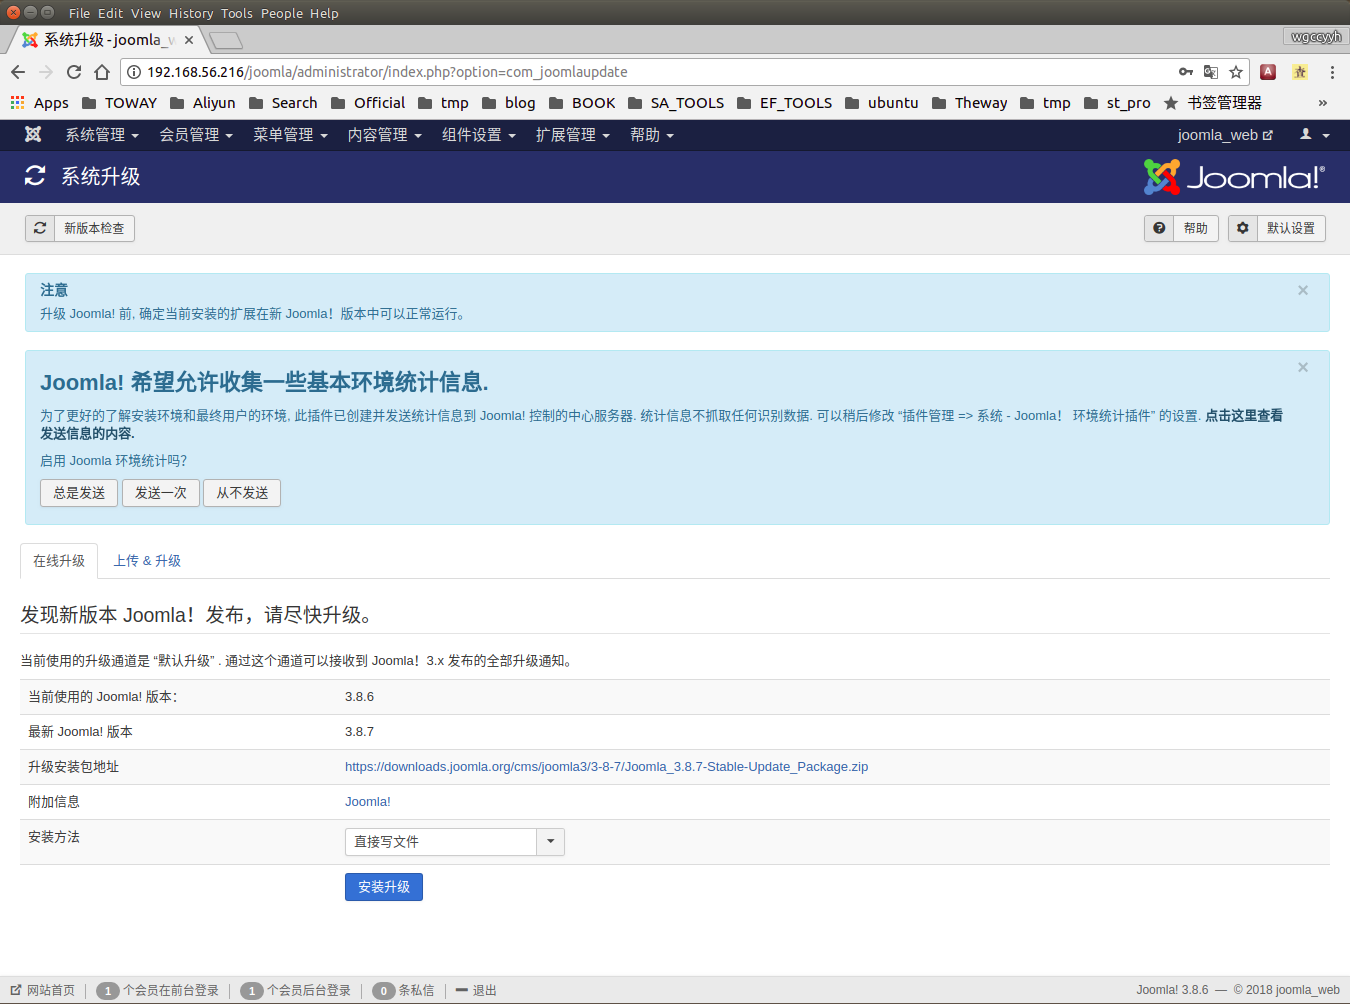 File Edit View History Tools People Help
系统升级 - joomla_w
wgccyyh
192.168.56.216/joomla/administrator/index.php?option=com_joomlaupdate
Apps TOWAY Aliyun Search Official tmp blog BOOK SA_TOOLS EF_TOOLS ubuntu Theway tmp st_pro 书签管理器 »
系统管理 会员管理 菜单管理 内容管理 组件设置 扩展管理 帮助 joomla_web
系统升级 Joomla!®
新版本检查 帮助 默认设置
注意
升级 Joomla! 前, 确定当前安装的扩展在新 Joomla！版本中可以正常运行。
Joomla! 希望允许收集一些基本环境统计信息.
为了更好的了解安装环境和最终用户的环境, 此插件已创建并发送统计信息到 Joomla! 控制的中心服务器. 统计信息不抓取任何识别数据. 可以稍后修改 “插件管理 => 系统 - Joomla！ 环境统计插件” 的设置. 点击这里查看
发送信息的内容.
启用 Joomla 环境统计吗？
总是发送 发送一次 从不发送
在线升级 上传 & 升级
发现新版本 Joomla！发布，请尽快升级。
当前使用的升级通道是 “默认升级” . 通过这个通道可以接收到 Joomla！3.x 发布的全部升级通知。
当前使用的 Joomla! 版本： 3.8.6
最新 Joomla! 版本 3.8.7
升级安装包地址 https://downloads.joomla.org/cms/joomla3/3-8-7/Joomla_3.8.7-Stable-Update_Package.zip
附加信息 Joomla!
安装方法 直接写文件
安装升级
网站首页 1 个会员在前台登录 1 个会员后台登录 0 条私信 退出 Joomla! 3.8.6 — © 2018 joomla_web